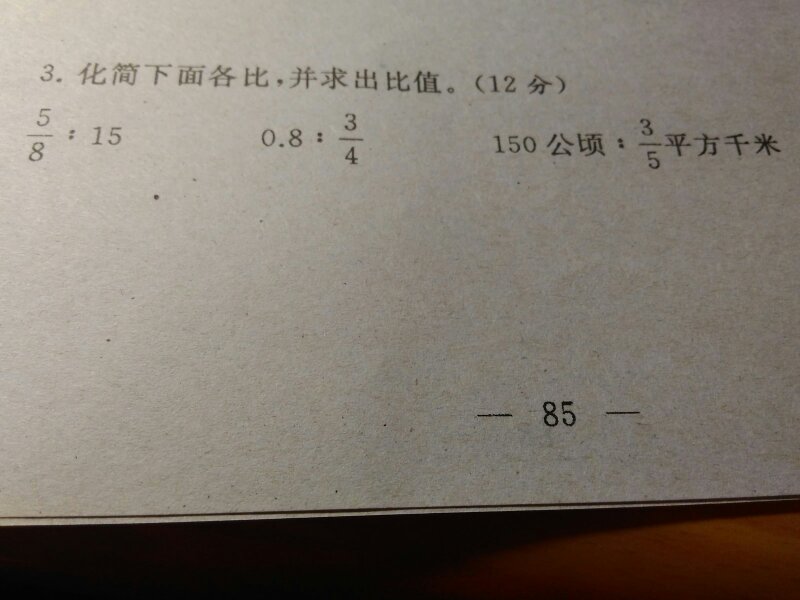 3. 化简下面各比,并求出比值。(12分)
5/8 : 15    0.8 : 3/4    150公顷 : 3/5平方千米
— 85 —